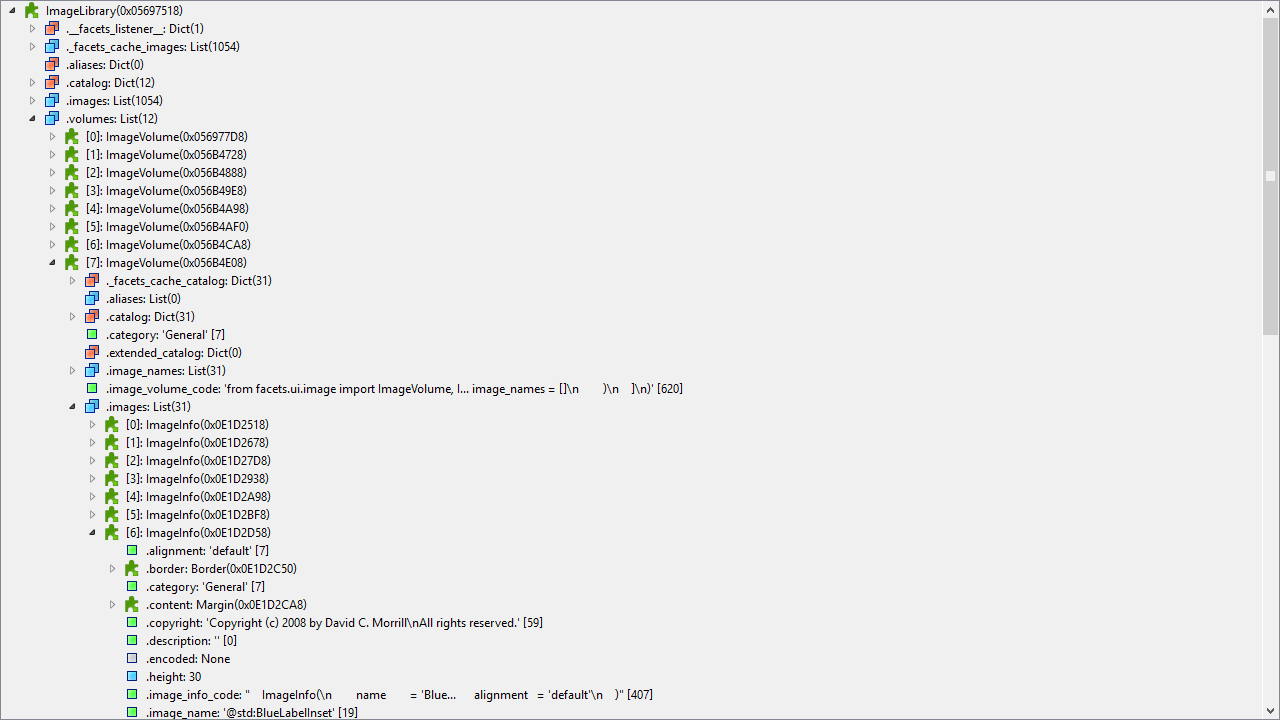 ImageLibrary(0x05697518)
.__facets_listener__: Dict(1)
._facets_cache_images: List(1054)
.aliases: Dict(0)
.catalog: Dict(12)
.images: List(1054)
.volumes: List(12)
[0]: ImageVolume(0x056977D8)
[1]: ImageVolume(0x056B4728)
[2]: ImageVolume(0x056B4888)
[3]: ImageVolume(0x056B49E8)
[4]: ImageVolume(0x056B4A98)
[5]: ImageVolume(0x056B4AF0)
[6]: ImageVolume(0x056B4CA8)
[7]: ImageVolume(0x056B4E08)
._facets_cache_catalog: Dict(31)
.aliases: List(0)
.catalog: Dict(31)
.category: 'General' [7]
.extended_catalog: Dict(0)
.image_names: List(31)
.image_volume_code: 'from facets.ui.image import ImageVolume, I... image_names = []\n        )\n    ]\n)' [620]
.images: List(31)
[0]: ImageInfo(0x0E1D2518)
[1]: ImageInfo(0x0E1D2678)
[2]: ImageInfo(0x0E1D27D8)
[3]: ImageInfo(0x0E1D2938)
[4]: ImageInfo(0x0E1D2A98)
[5]: ImageInfo(0x0E1D2BF8)
[6]: ImageInfo(0x0E1D2D58)
.alignment: 'default' [7]
.border: Border(0x0E1D2C50)
.category: 'General' [7]
.content: Margin(0x0E1D2CA8)
.copyright: 'Copyright (c) 2008 by David C. Morrill\nAll rights reserved.' [59]
.description: '' [0]
.encoded: None
.height: 30
.image_info_code: "    ImageInfo(\n        name        = 'Blue...      alignment   = 'default'\n    )" [407]
.image_name: '@std:BlueLabelInset' [19]